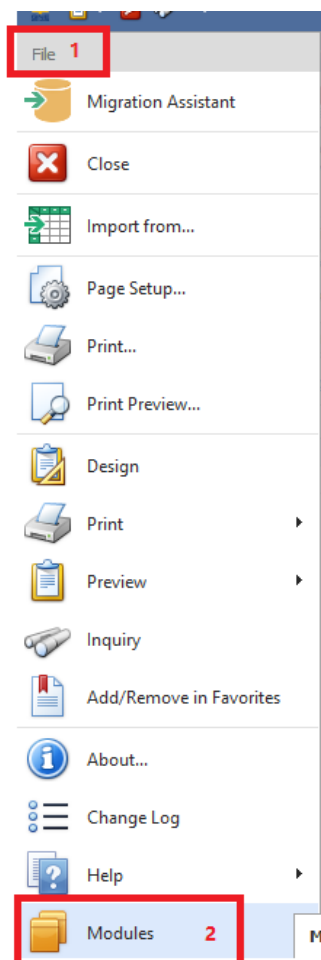 File 1
Migration Assistant
Close
Import from...
Page Setup...
Print...
Print Preview...
Design
Print
Preview
Inquiry
Add/Remove in Favorites
About...
Change Log
Help
Modules 2
M